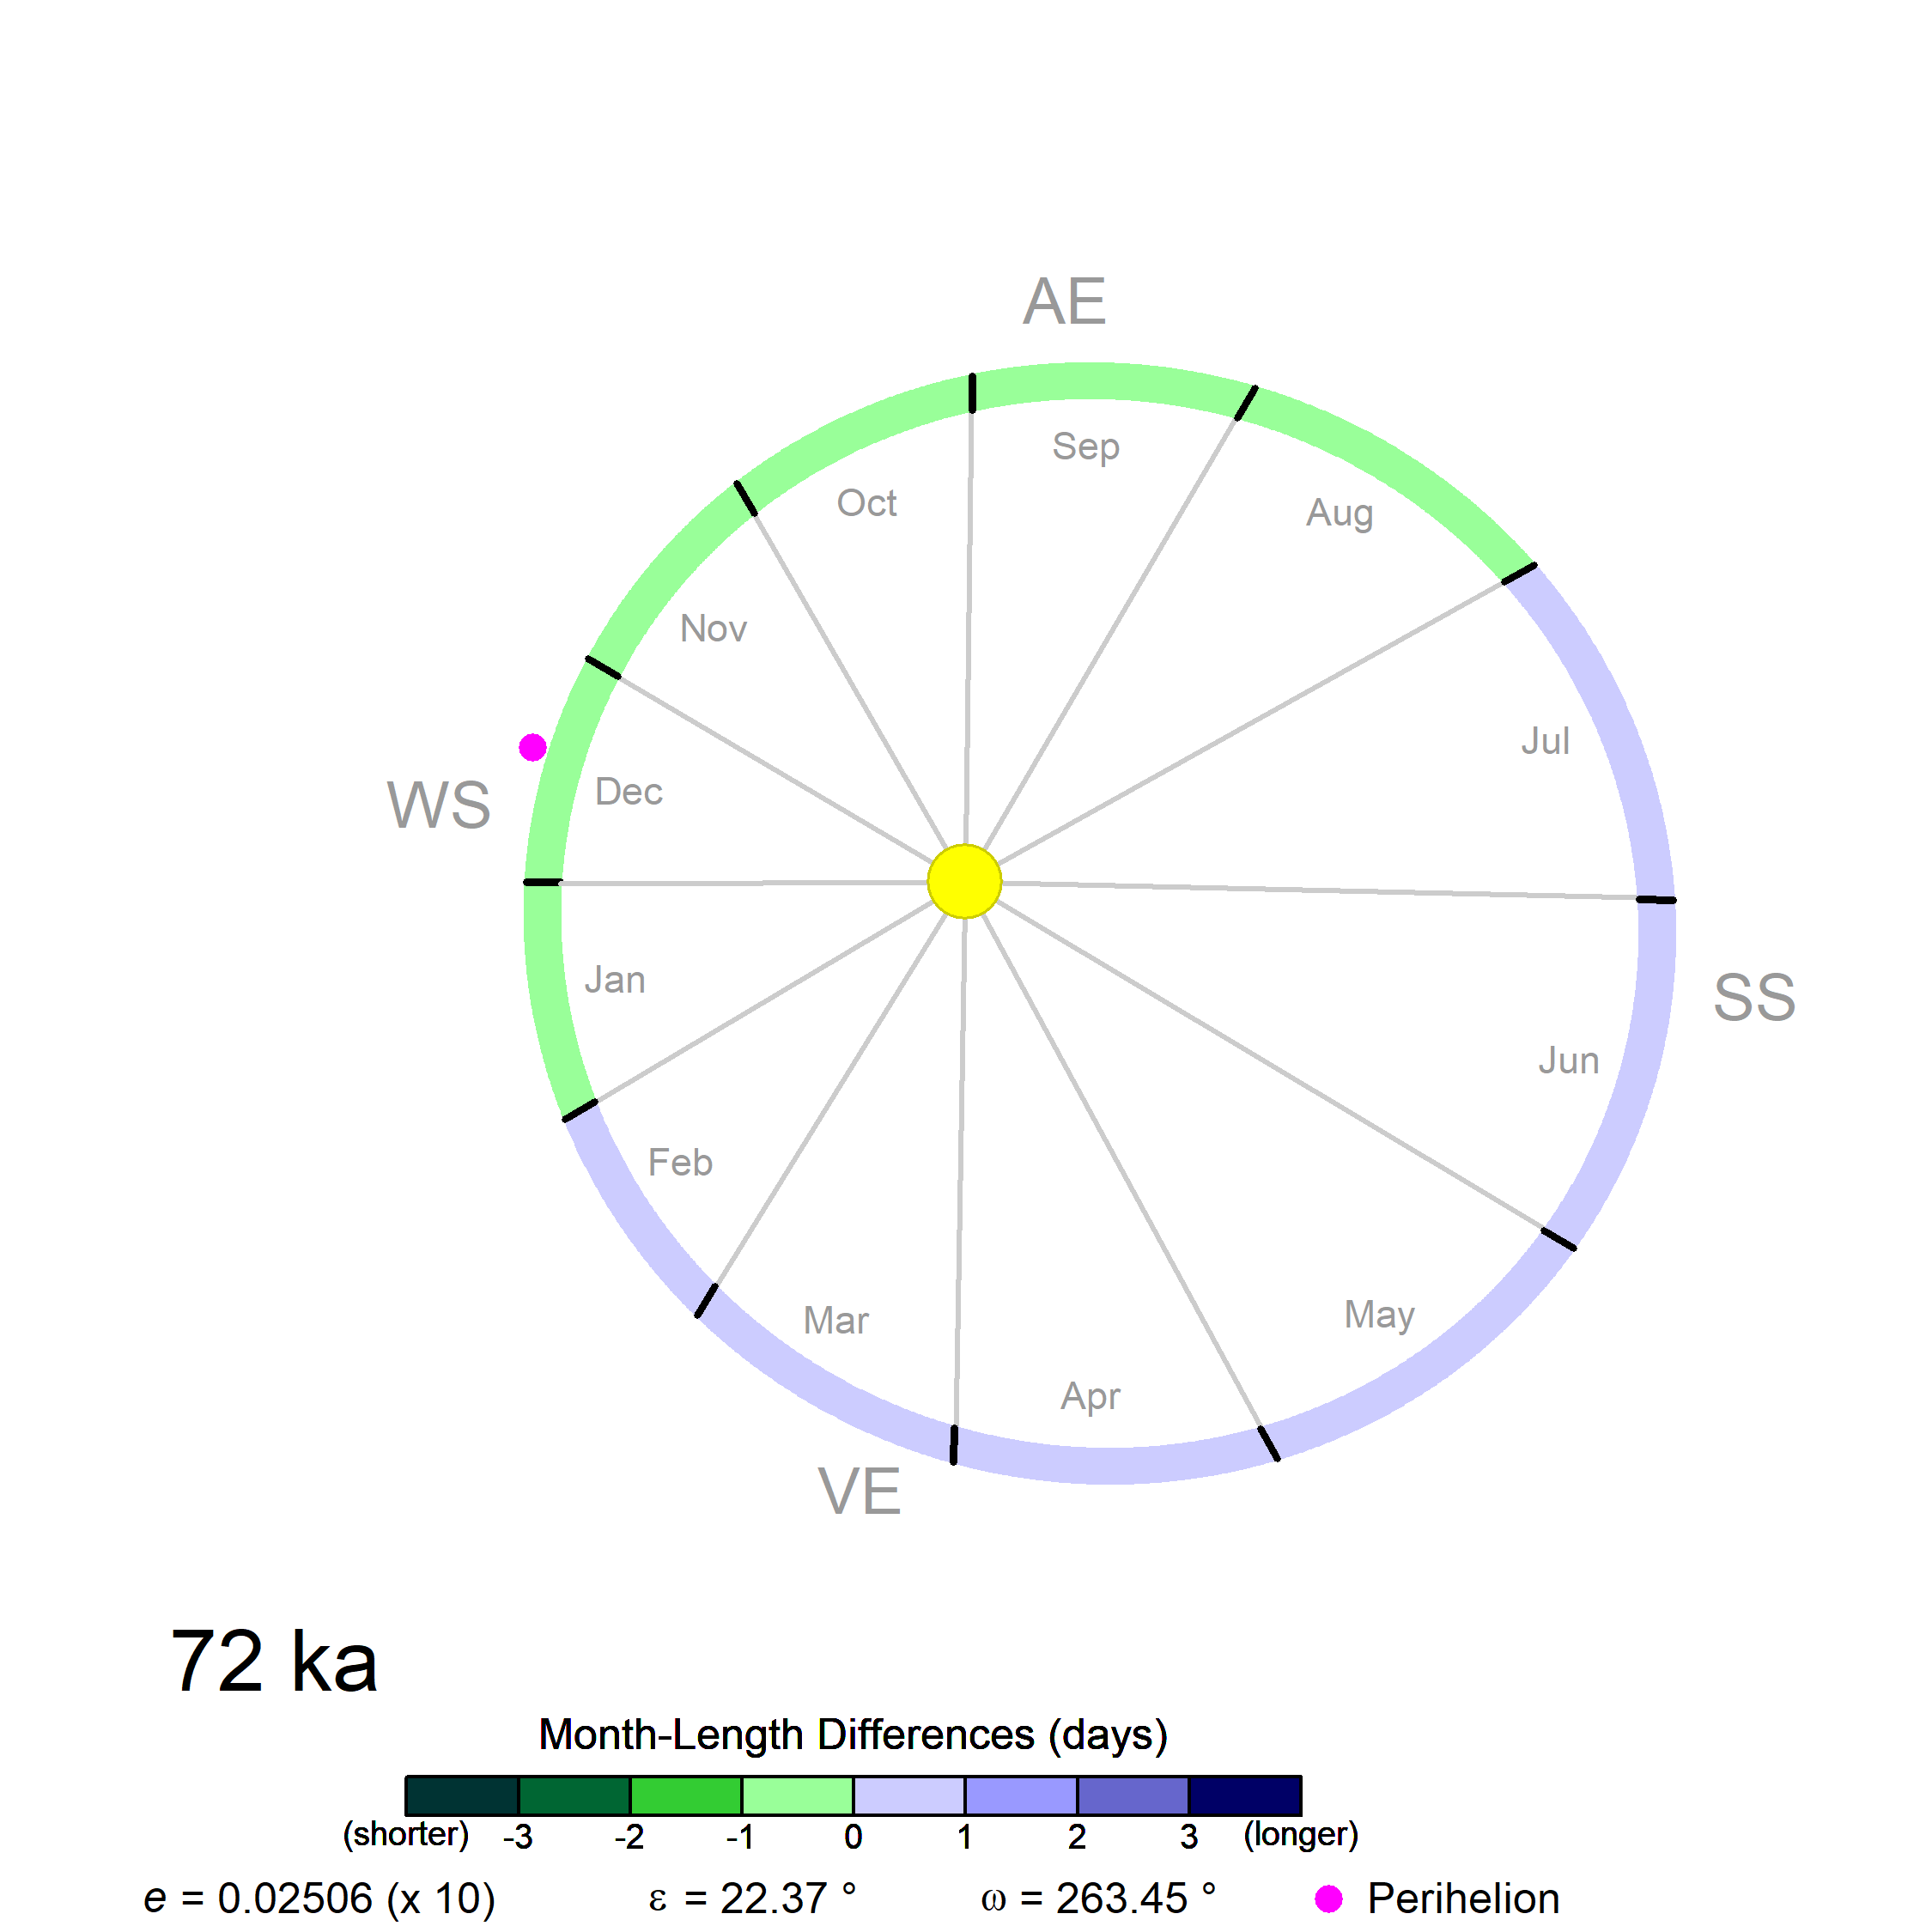 AE
Sep
Oct
Aug
Nov
Jul
WS
Dec
Jan
SS
Jun
Feb
Mar
May
Apr
VE
72 ka
Month-Length Differences (days)
(shorter) -3 -2 -1 0 1 2 3 (longer)
e = 0.02506 (x 10) ε = 22.37 ° ω = 263.45 ° Perihelion